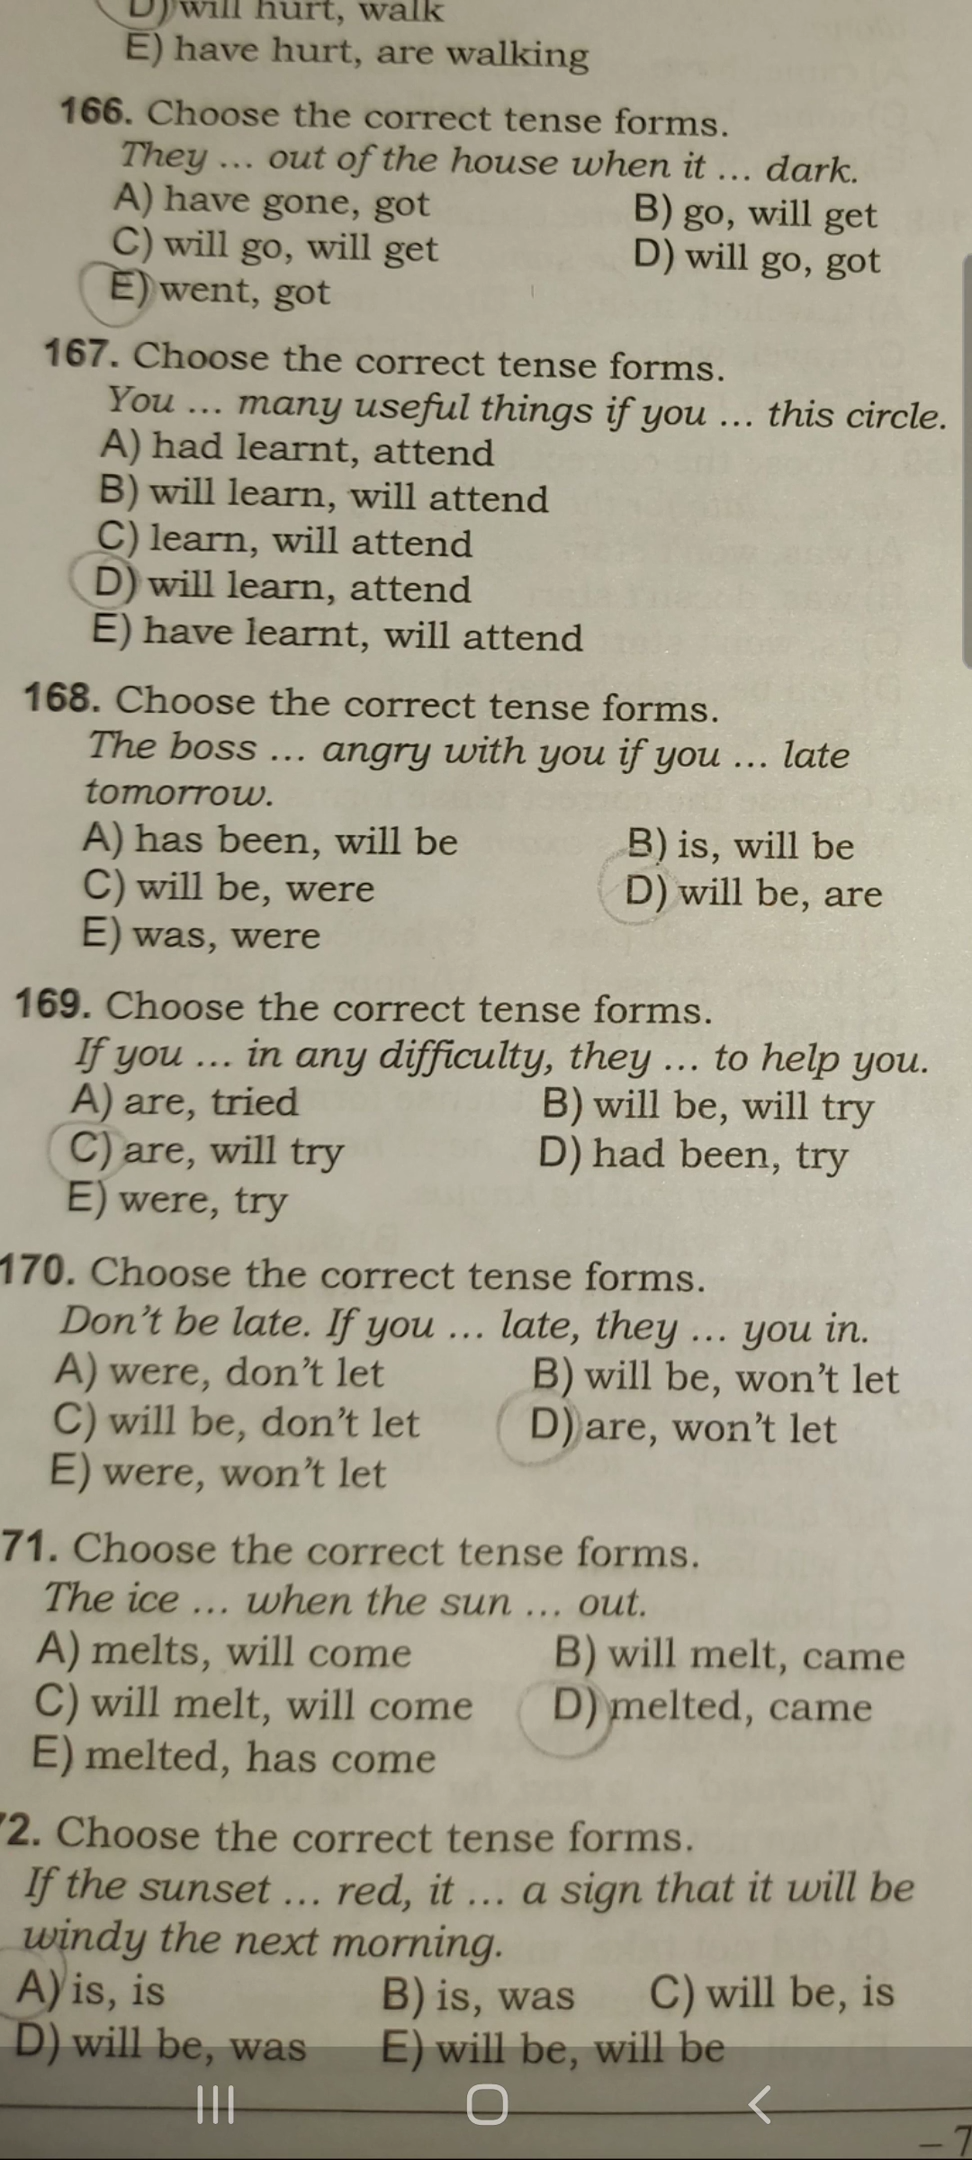 D) will hurt, walk
E) have hurt, are walking
166. Choose the correct tense forms.
They ... out of the house when it ... dark.
A) have gone, got B) go, will get
C) will go, will get D) will go, got
E) went, got
167. Choose the correct tense forms.
You ... many useful things if you ... this circle.
A) had learnt, attend
B) will learn, will attend
C) learn, will attend
D) will learn, attend
E) have learnt, will attend
168. Choose the correct tense forms.
The boss ... angry with you if you ... late
tomorrow.
A) has been, will be B) is, will be
C) will be, were D) will be, are
E) was, were
169. Choose the correct tense forms.
If you ... in any difficulty, they ... to help you.
A) are, tried B) will be, will try
C) are, will try D) had been, try
E) were, try
170. Choose the correct tense forms.
Don't be late. If you ... late, they ... you in.
A) were, don't let B) will be, won't let
C) will be, don't let D) are, won't let
E) were, won't let
71. Choose the correct tense forms.
The ice ... when the sun ... out.
A) melts, will come B) will melt, came
C) will melt, will come D) melted, came
E) melted, has come
72. Choose the correct tense forms.
If the sunset ... red, it ... a sign that it will be
windy the next morning.
A) is, is B) is, was C) will be, is
D) will be, was E) will be, will be
– 7